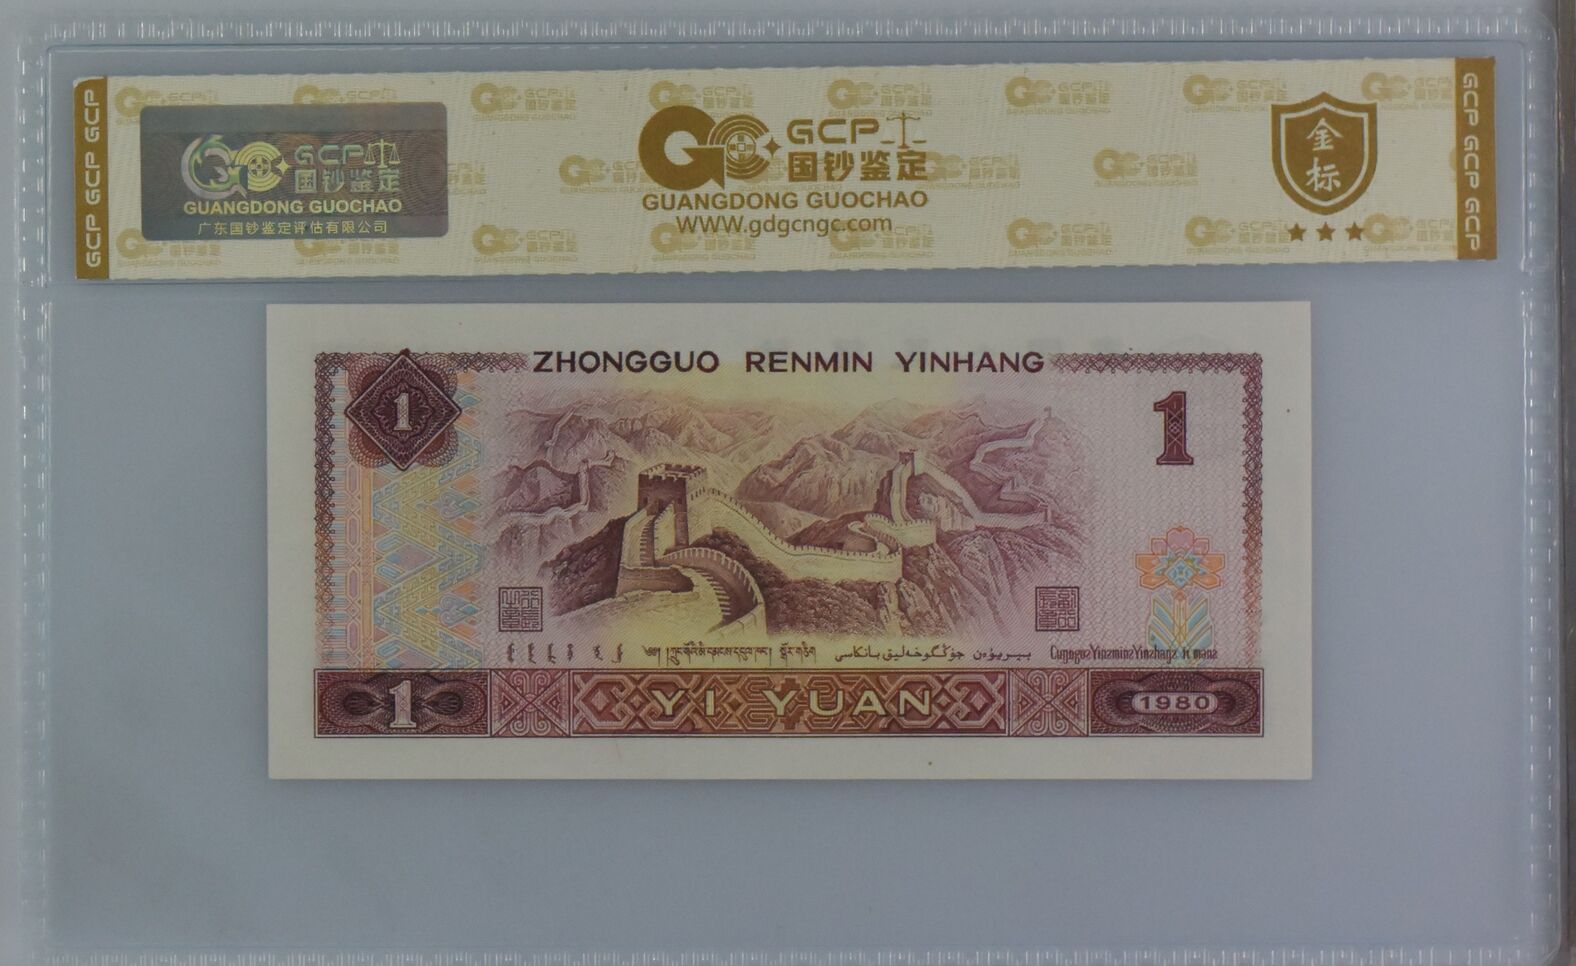 GCP GCP GCP
GCP
国钞鉴定
GUANGDONG GUOCHAO
广东国钞鉴定评估有限公司
GCP
国钞鉴定
GUANGDONG GUOCHAO
WWW.gdgcngc.com
金
标
GCP GCP GCP
ZHONGGUO RENMIN YINHANG
1
1
1
YI YUAN
1980